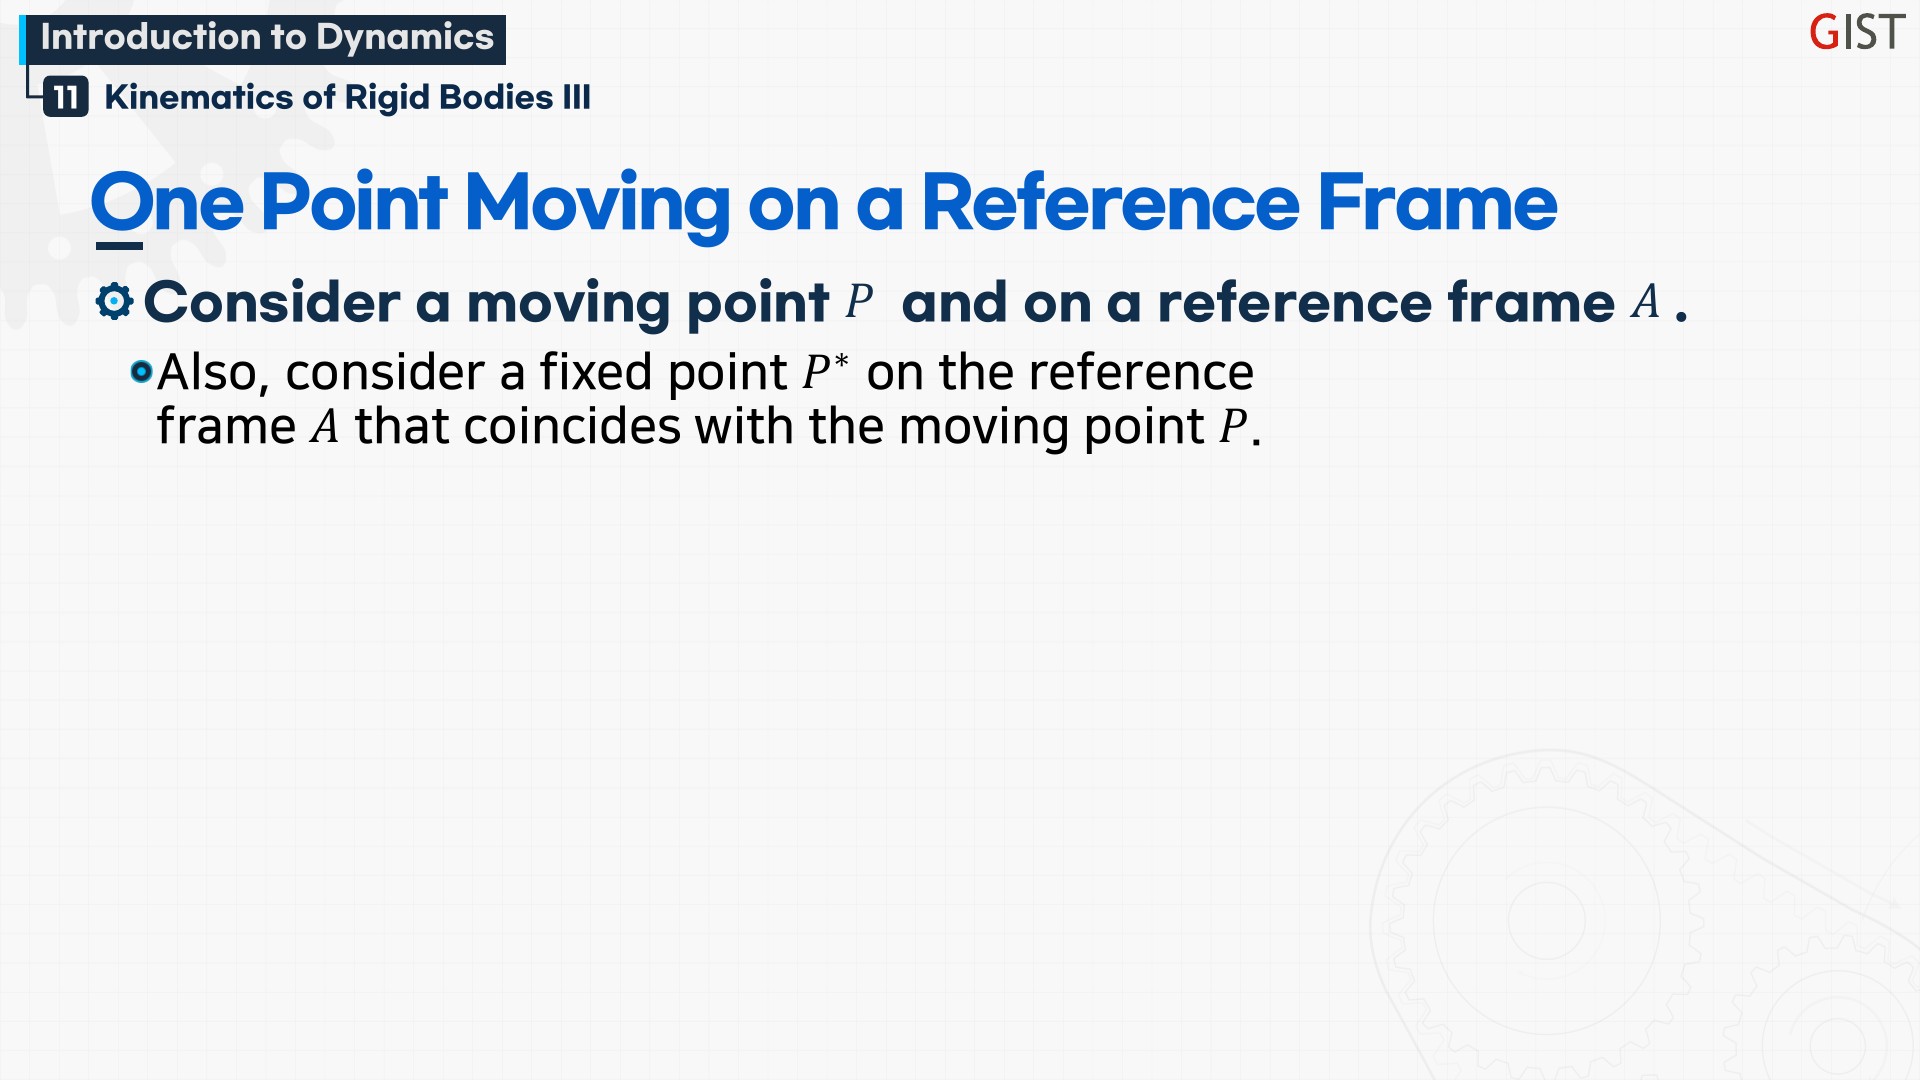 Introduction to Dynamics
GIST
11 Kinematics of Rigid Bodies III
One Point Moving on a Reference Frame
Consider a moving point P and on a reference frame A .
Also, consider a fixed point P* on the reference
frame A that coincides with the moving point P.